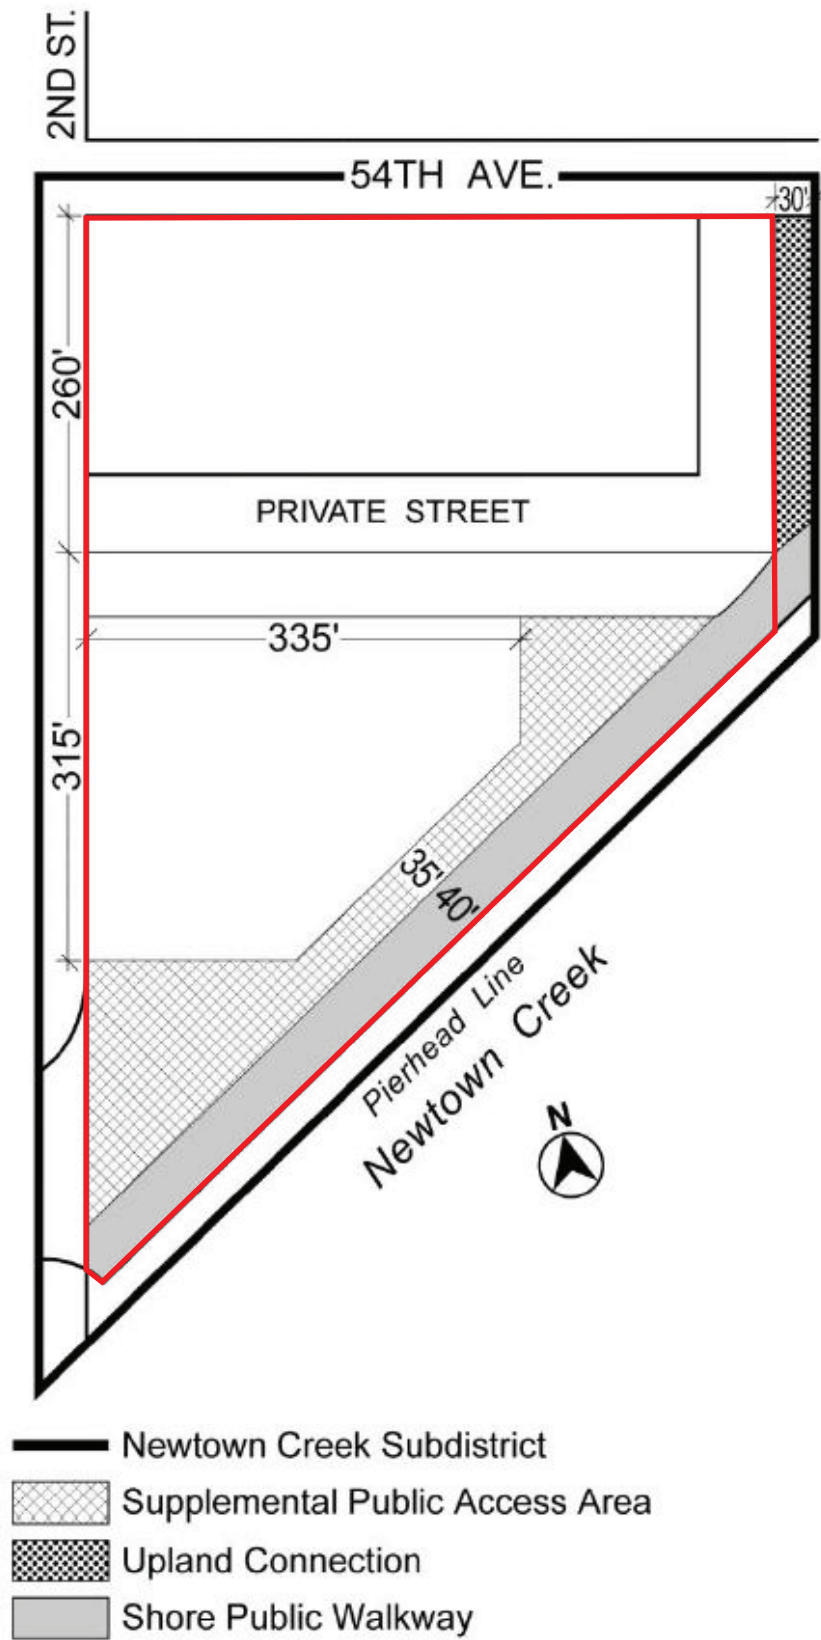 2ND ST.
54TH AVE.
30'
260'
PRIVATE STREET
335'
315'
35'
40'
Pierhead Line
Newtown Creek
N
Newtown Creek Subdistrict
Supplemental Public Access Area
Upland Connection
Shore Public Walkway